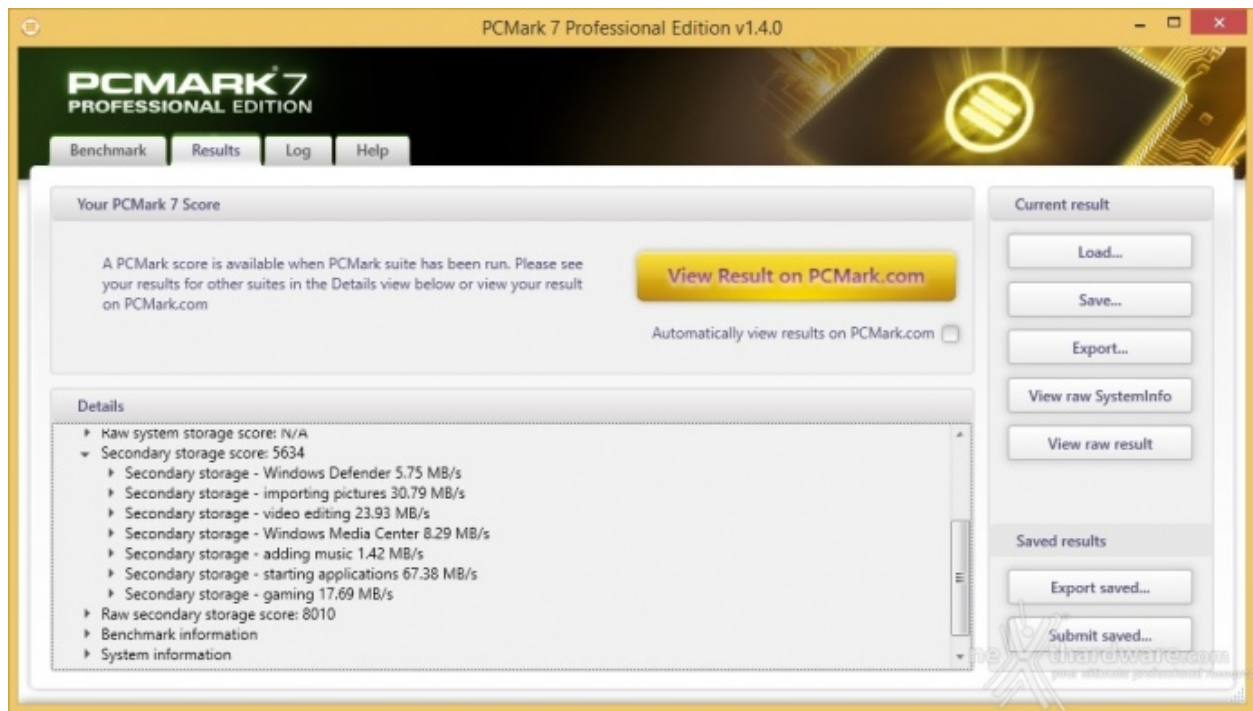 PCMark 7 Professional Edition v1.4.0
PCMARK 7
PROFESSIONAL EDITION
Benchmark Results Log Help
Your PCMark 7 Score
A PCMark score is available when PCMark suite has been run. Please see
your results for other suites in the Details view below or view your result
on PCMark.com
View Result on PCMark.com
Automatically view results on PCMark.com
Details
Raw system storage score: N/A
Secondary storage score: 5634
Secondary storage - Windows Defender 5.75 MB/s
Secondary storage - importing pictures 30.79 MB/s
Secondary storage - video editing 23.93 MB/s
Secondary storage - Windows Media Center 8.29 MB/s
Secondary storage - adding music 1.42 MB/s
Secondary storage - starting applications 67.38 MB/s
Secondary storage - gaming 17.69 MB/s
Raw secondary storage score: 8010
Benchmark information
System information
Current result
Load...
Save...
Export...
View raw SystemInfo
View raw result
Saved results
Export saved...
Submit saved...